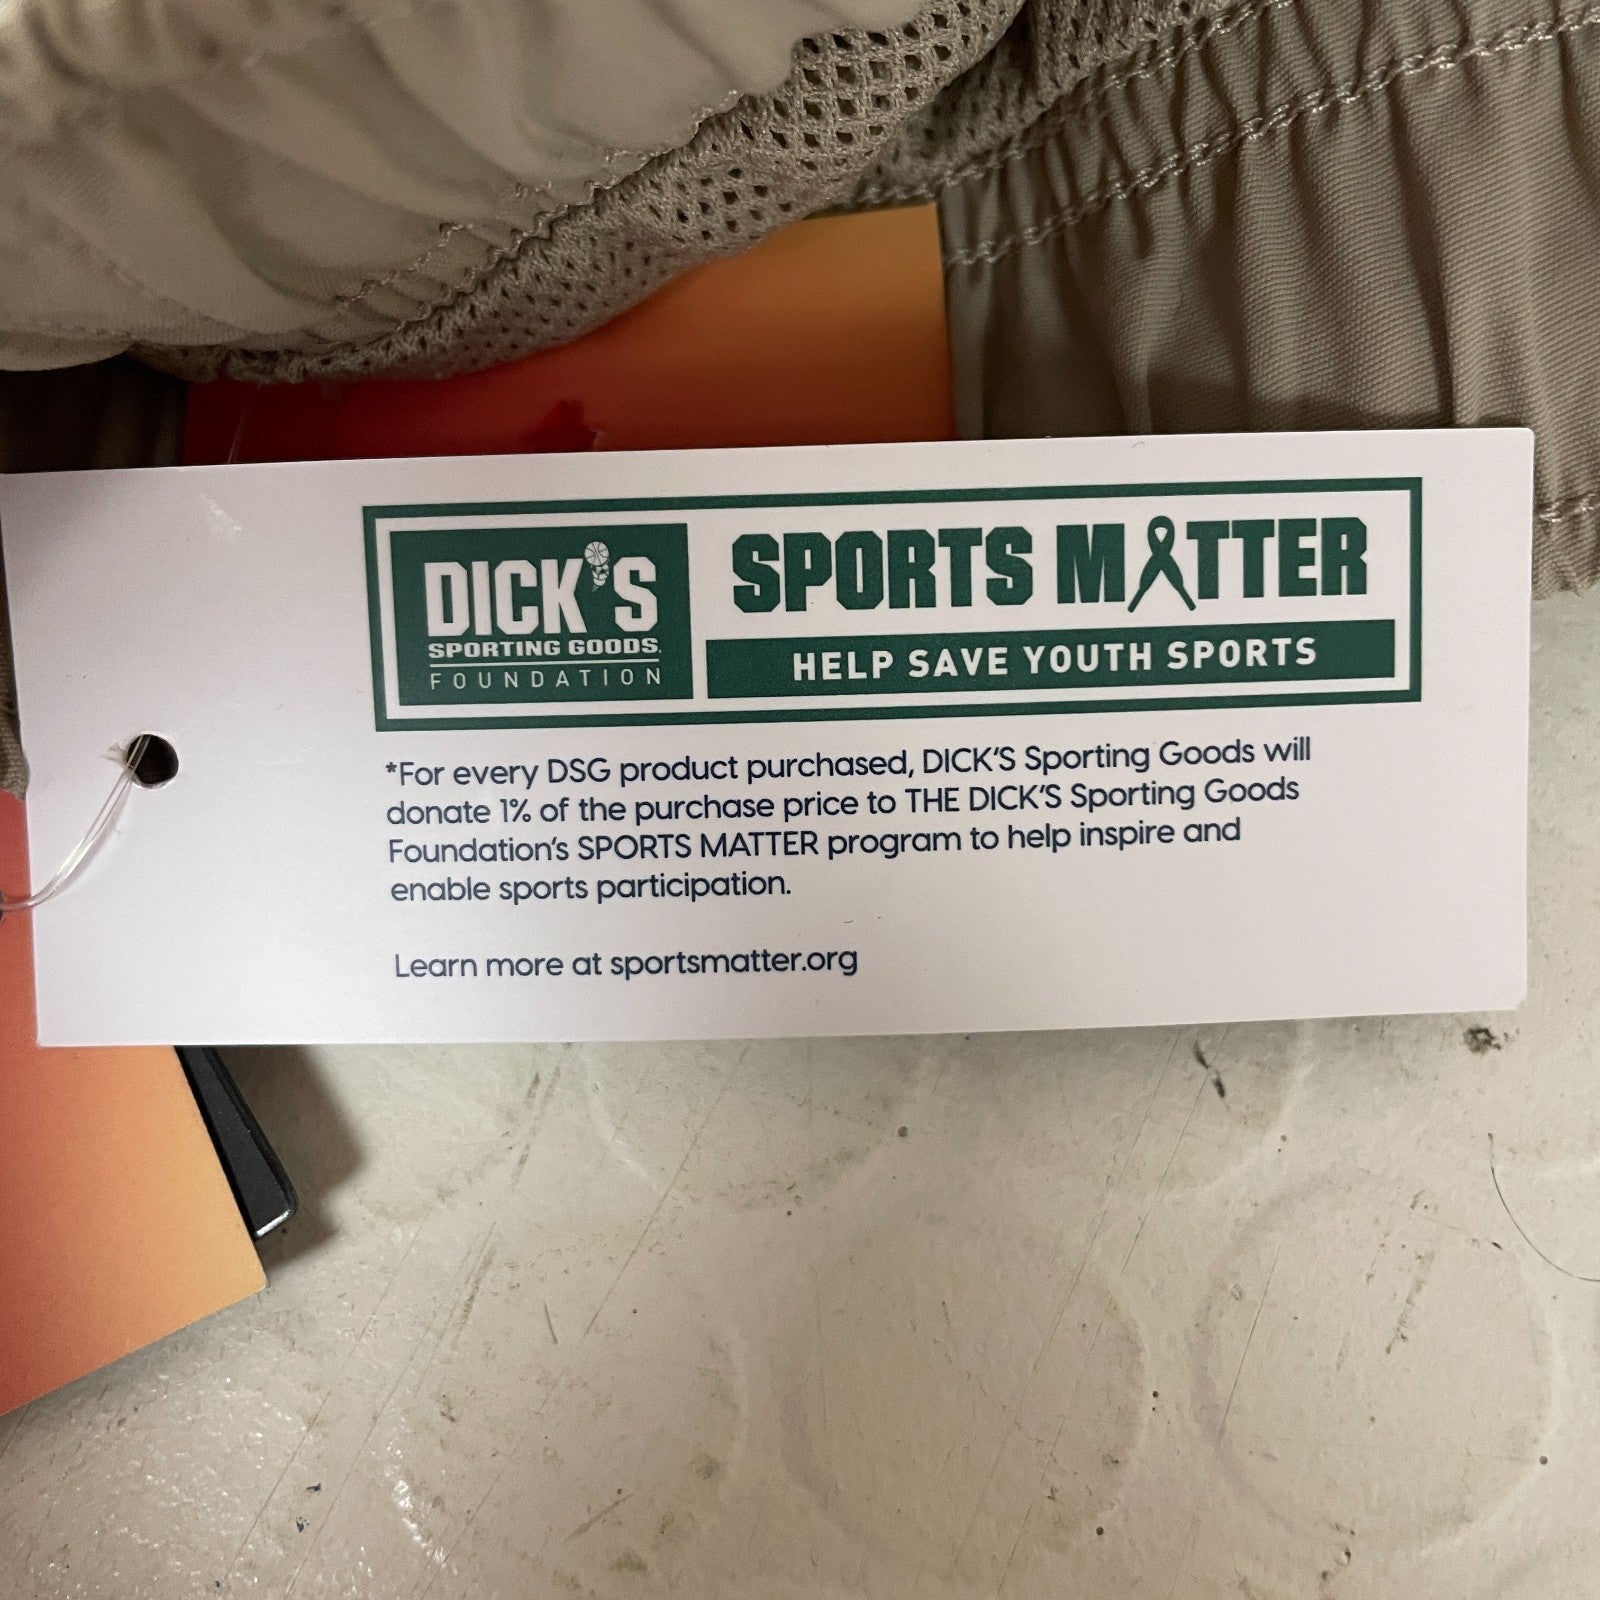 DICK'S
SPORTING GOODS.
FOUNDATION
SPORTS MATTER
HELP SAVE YOUTH SPORTS
*For every DSG product purchased, DICK'S Sporting Goods will
donate 1% of the purchase price to THE DICK'S Sporting Goods
Foundation's SPORTS MATTER program to help inspire and
enable sports participation.
Learn more at sportsmatter.org